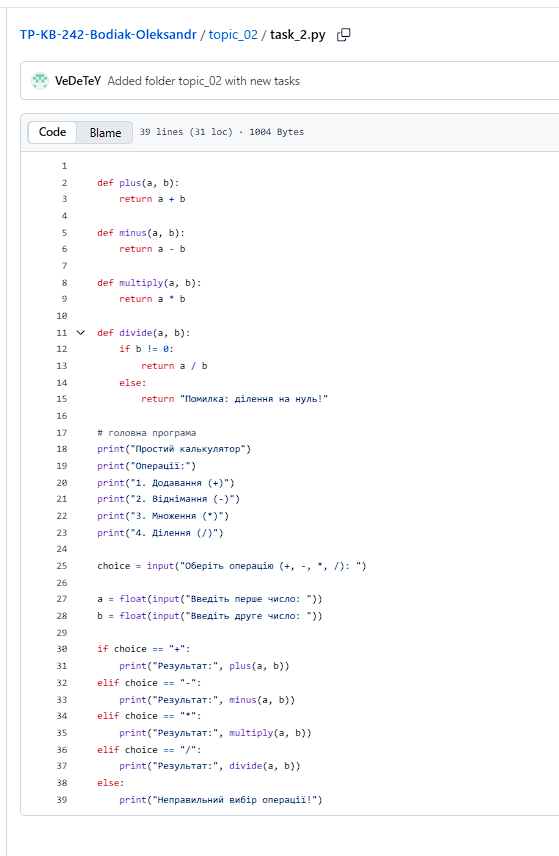 TP-KB-242-Bodiak-Oleksandr / topic_02 / task_2.py
VeDeTeY Added folder topic_02 with new tasks
Code Blame 39 lines (31 loc) · 1004 Bytes
1
2 def plus(a, b):
3     return a + b
4
5 def minus(a, b):
6     return a - b
7
8 def multiply(a, b):
9     return a * b
10
11 def divide(a, b):
12     if b != 0:
13         return a / b
14     else:
15         return "Помилка: ділення на нуль!"
16
17 # головна програма
18 print("Простий калькулятор")
19 print("Операції:")
20 print("1. Додавання (+)")
21 print("2. Віднімання (-)")
22 print("3. Множення (*)")
23 print("4. Ділення (/)")
24
25 choice = input("Оберіть операцію (+, -, *, /): ")
26
27 a = float(input("Введіть перше число: "))
28 b = float(input("Введіть друге число: "))
29
30 if choice == "+":
31     print("Результат:", plus(a, b))
32 elif choice == "-":
33     print("Результат:", minus(a, b))
34 elif choice == "*":
35     print("Результат:", multiply(a, b))
36 elif choice == "/":
37     print("Результат:", divide(a, b))
38 else:
39     print("Неправильний вибір операції!")